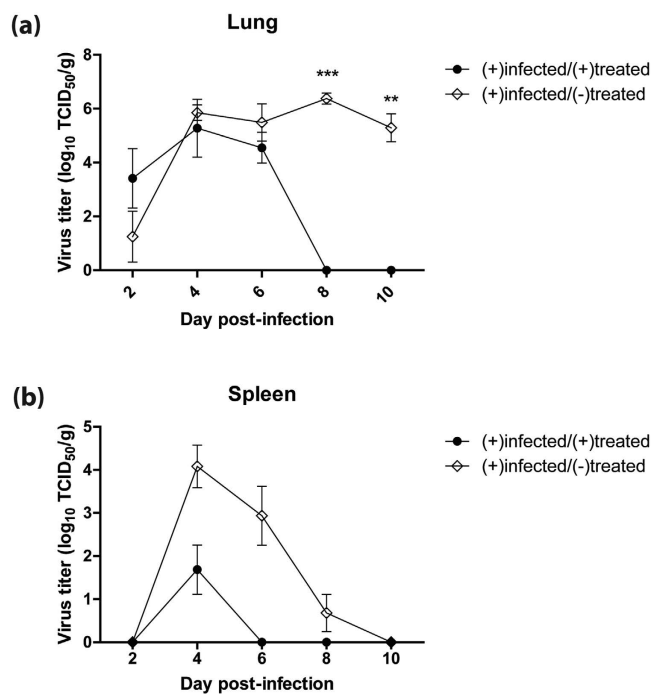 (a)
Lung
Virus titer (log10 TCID50/g)
8
6
4
2
0
***
**
2 4 6 8 10
Day post-infection
(+)infected/(+)treated
(+)infected/(-)treated
(b)
Spleen
Virus titer (log10 TCID50/g)
5
4
3
2
1
0
2 4 6 8 10
Day post-infection
(+)infected/(+)treated
(+)infected/(-)treated